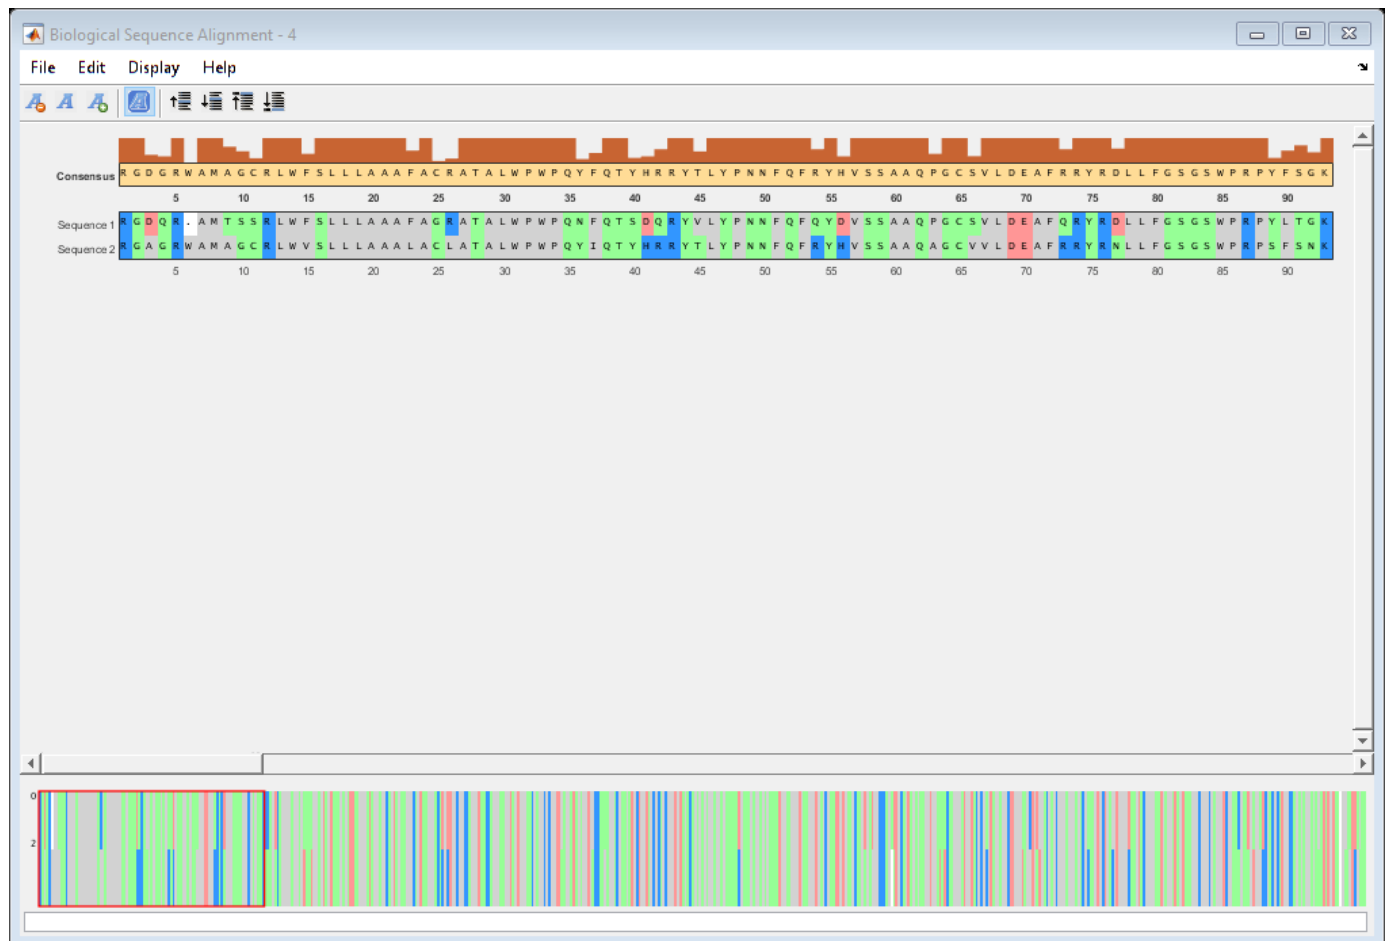 Biological Sequence Alignment - 4
File Edit Display Help
Consensus R G D G R W A M A G C R L W F S L L L A A A F A C R A T A L W P W P Q Y F Q T Y H R R Y T L Y P N N F Q F R Y H V S S A A Q P G C S V L D E A F R R Y R D L L F G S G S W P R P Y F S G K
5 10 15 20 25 30 35 40 45 50 55 60 65 70 75 80 85 90
Sequence 1 R G D Q R . A M T S S R L W F S L L L A A A F A G R A T A L W P W P Q N F Q T S D Q R Y V L Y P N N F Q F Q Y D V S S A A Q P G C S V L D E A F Q R Y R D L L F G S G S W P R P Y L T G K
Sequence 2 R G A G R W A M A G C R L W V S L L L A A A L A C L A T A L W P W P Q Y I Q T Y H R R Y T L Y P N N F Q F R Y H V S S A A Q A G C V V L D E A F R R Y R N L L F G S G S W P R P S F S N K
5 10 15 20 25 30 35 40 45 50 55 60 65 70 75 80 85 90
0
2